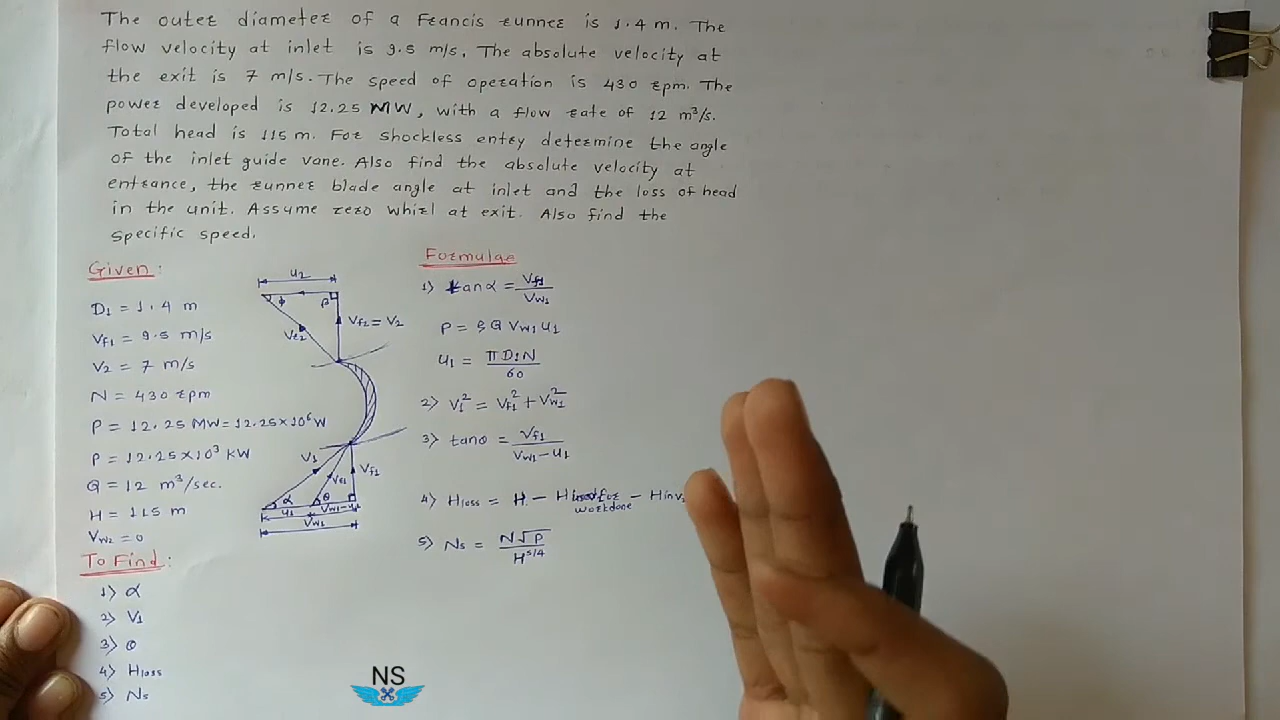 The outer diameter of a Francis runner is 1.4 m. The
flow velocity at inlet is 9.5 m/s. The absolute velocity at
the exit is 7 m/s. The speed of operation is 430 rpm. The
power developed is 12.25 MW, with a flow rate of 12 m³/s.
Total head is 115 m. For shockless entry determine the angle
of the inlet guide vane. Also find the absolute velocity at
entrance, the runner blade angle at inlet and the loss of head
in the unit. Assume zero whirl at exit. Also find the
specific speed.
Given:
D₁ = 1.4 m
Vf₁ = 9.5 m/s
V₂ = 7 m/s
N = 430 rpm
P = 12.25 MW = 12.25×10⁶ W
P = 12.25×10³ KW
Q = 12 m³/sec.
H = 115 m
Vw₂ = 0
To Find:
1) α
2) V₁
3) θ
4) Hloss
5) Ns
u₂
ϕ β
Vr₂ Vf₂ = V₂
V₁ Vr₁ Vf₁
α θ
u₁ Vw₁-u₁
Vw₁
Formulae
1) tanα = Vf₁/Vw₁
P = ρ Q Vw₁ u₁
u₁ = πD₁N/60
2) V₁² = Vf₁² + Vw₁²
3) tanθ = Vf₁/(Vw₁ - u₁)
4) Hloss = H - H workdone -
5) Ns = N√P/H^5/4
NS